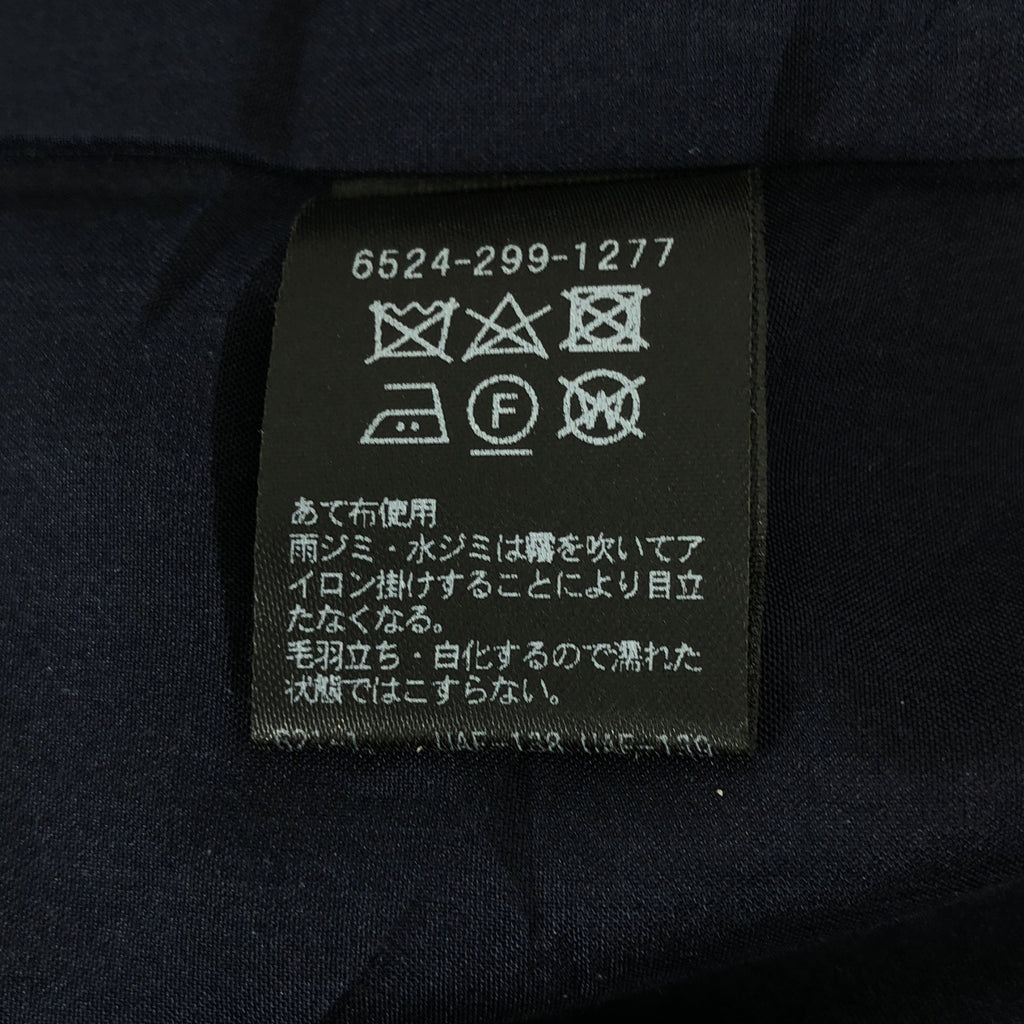 6524-299-1277
F
W
あて布使用
雨ジミ・水ジミは霧を吹いてア
イロン掛けすることにより目立
たなくなる。
毛羽立ち・白化するので濡れた
状態ではこすらない。